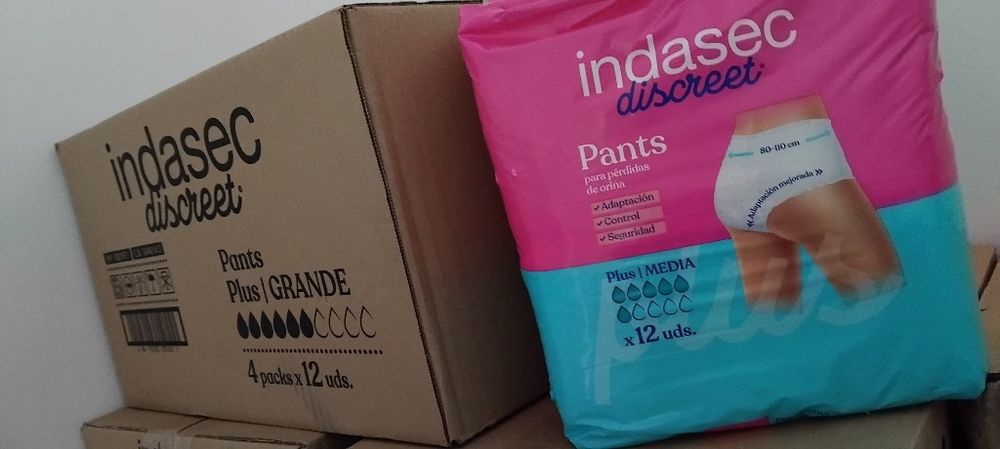 indasec
discreet
Pants
Plus | GRANDE
4 packs x 12 uds.
indasec
discreet
Pants
para pérdidas
de orina
Adaptación
Control
Seguridad
80-110 cm
«Adaptación mejorada»
Plus | MEDIA
x 12 uds.
plus